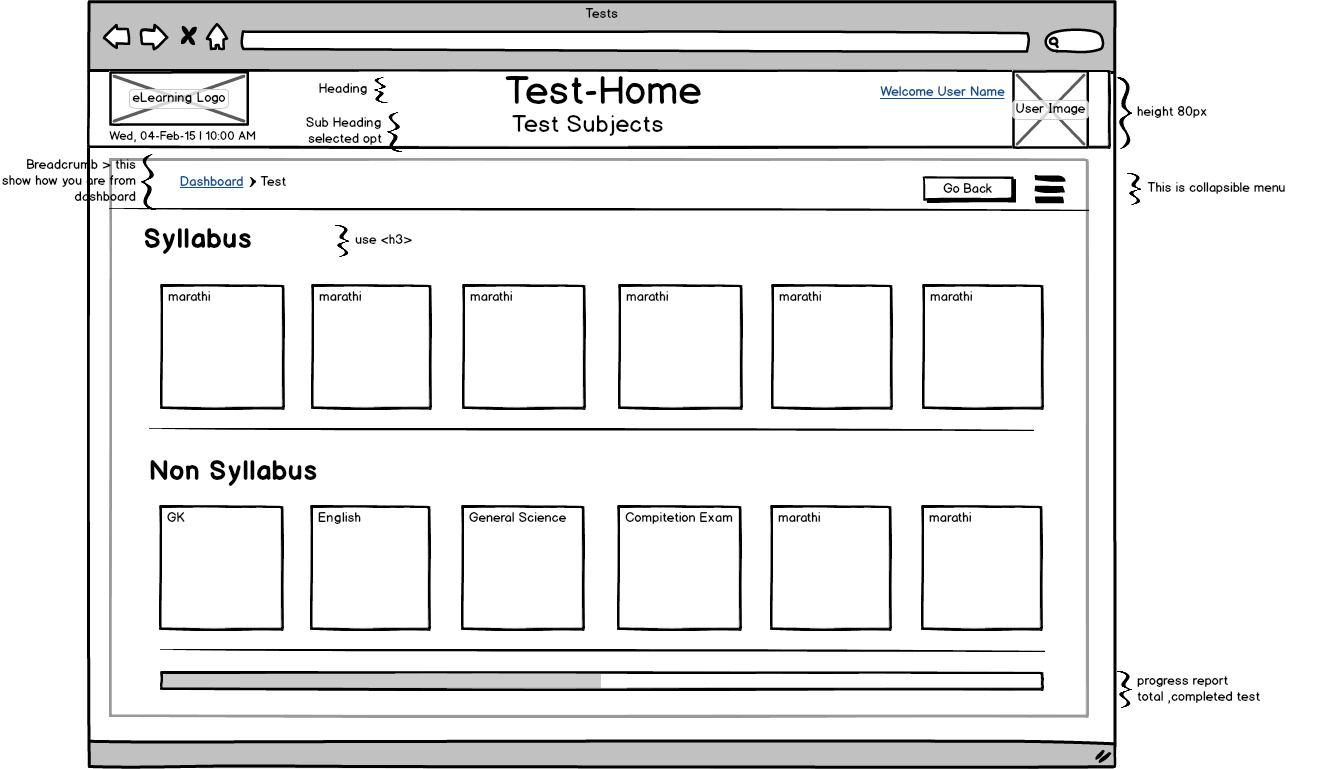 Tests
eLearning Logo
Wed, 04-Feb-15 | 10:00 AM
Heading
Sub Heading
selected opt
Test-Home
Test Subjects
Welcome User Name
User Image
height 80px
Breadcrumb > this
show how you are from
dashboard
Dashboard > Test
Go Back
This is collapsible menu
Syllabus
use <h3>
marathi
marathi
marathi
marathi
marathi
marathi
Non Syllabus
GK
English
General Science
Compitetion Exam
marathi
marathi
progress report
total ,completed test